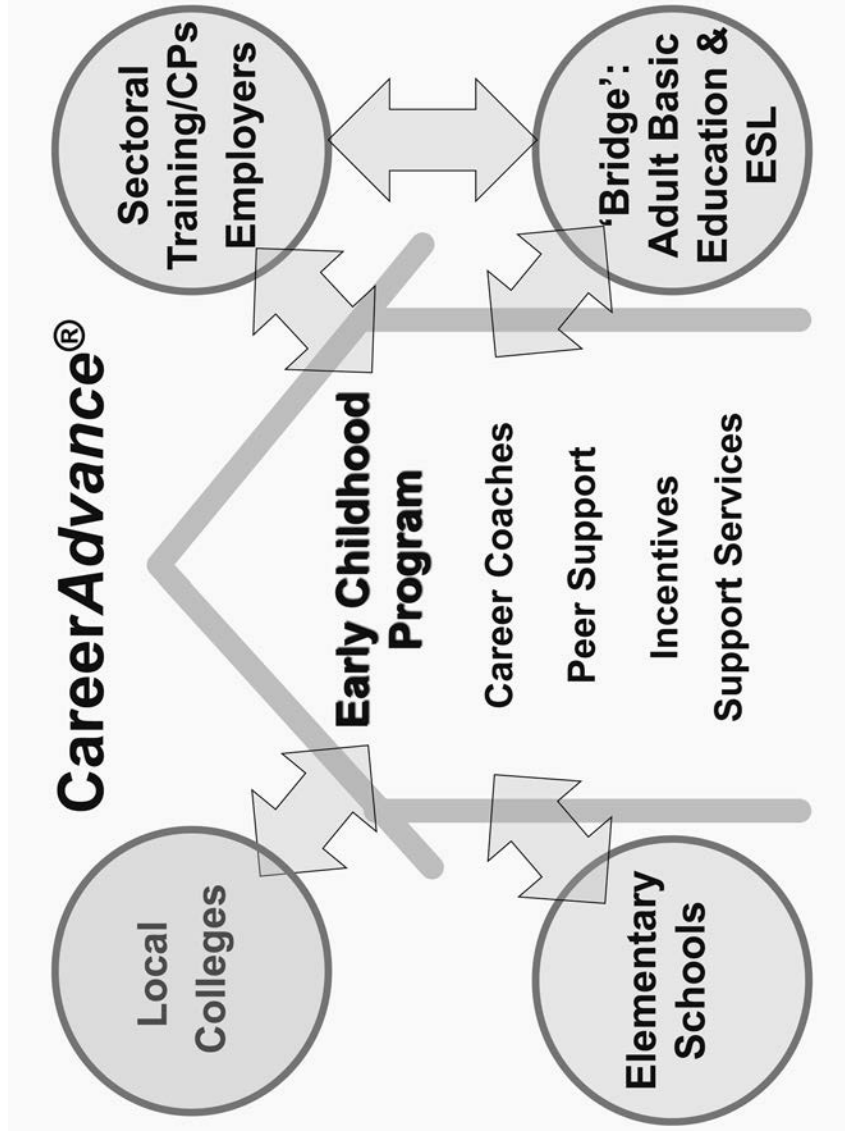 CareerAdvance®
Local
Colleges
Sectoral
Training/CPs
Employers
Early Childhood
Program
Career Coaches
Peer Support
Incentives
Support Services
Elementary
Schools
‘Bridge’:
Adult Basic
Education &
ESL